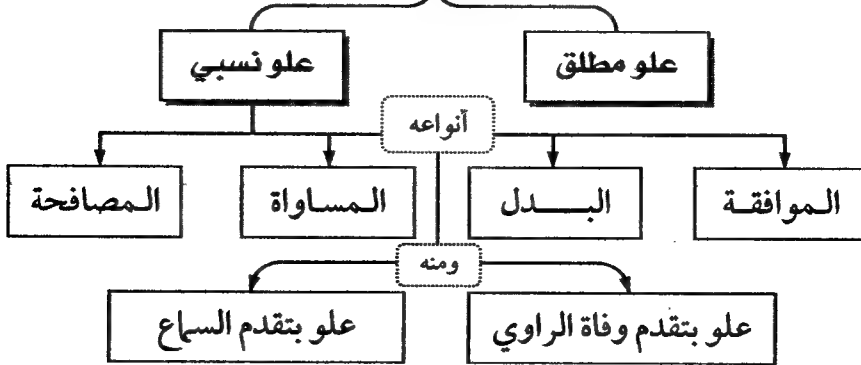 علو مطلق
علو نسبي
أنواعه
الموافقة
البدل
المساواة
المصافحة
ومنه
علو بتقدم وفاة الراوي
علو بتقدم السماع